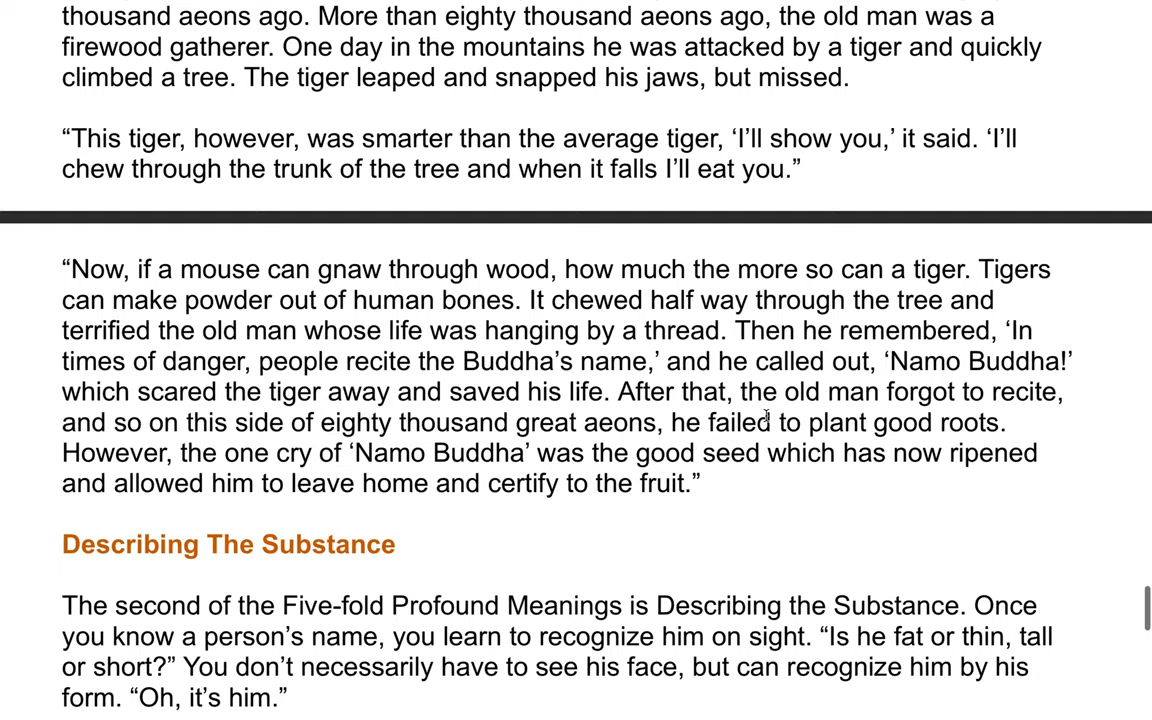 thousand aeons ago. More than eighty thousand aeons ago, the old man was a
firewood gatherer. One day in the mountains he was attacked by a tiger and quickly
climbed a tree. The tiger leaped and snapped his jaws, but missed.
“This tiger, however, was smarter than the average tiger, ‘I’ll show you,’ it said. ‘I’ll
chew through the trunk of the tree and when it falls I’ll eat you.”
“Now, if a mouse can gnaw through wood, how much the more so can a tiger. Tigers
can make powder out of human bones. It chewed half way through the tree and
terrified the old man whose life was hanging by a thread. Then he remembered, ‘In
times of danger, people recite the Buddha’s name,’ and he called out, ‘Namo Buddha!’
which scared the tiger away and saved his life. After that, the old man forgot to recite,
and so on this side of eighty thousand great aeons, he failed to plant good roots.
However, the one cry of ‘Namo Buddha’ was the good seed which has now ripened
and allowed him to leave home and certify to the fruit.”
Describing The Substance
The second of the Five-fold Profound Meanings is Describing the Substance. Once
you know a person’s name, you learn to recognize him on sight. “Is he fat or thin, tall
or short?” You don’t necessarily have to see his face, but can recognize him by his
form. “Oh, it’s him.”